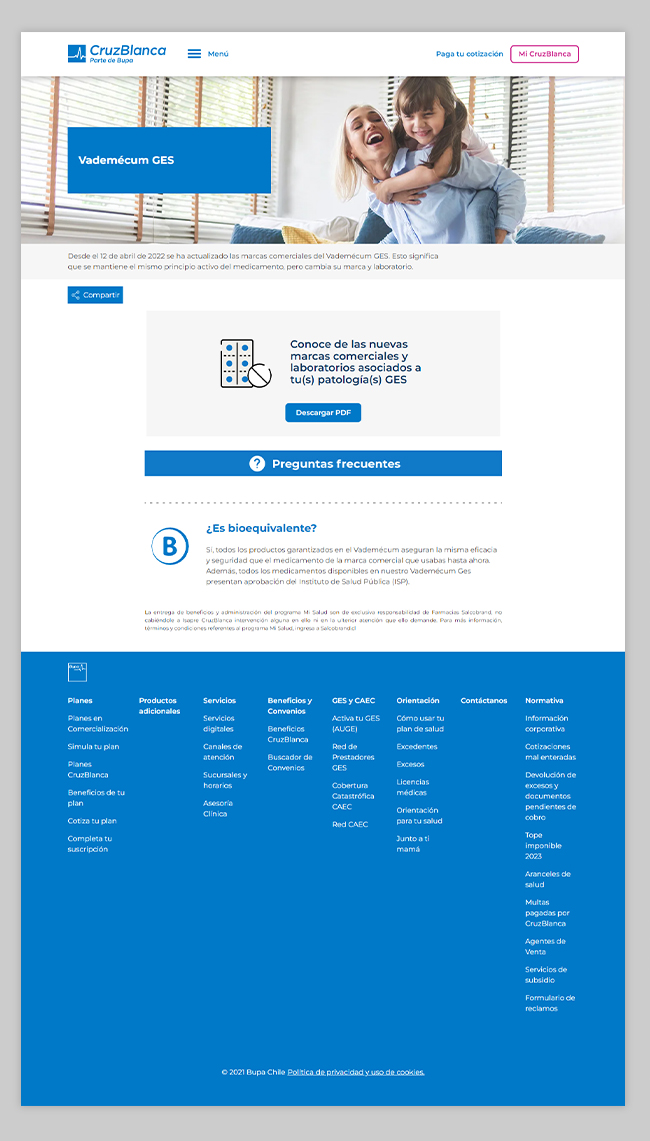 CruzBlanca
Parte de Bupa
Menú
Paga tu cotización
Mi CruzBlanca
Vademécum GES
Desde el 12 de abril de 2022 se ha actualizado las marcas comerciales del Vademécum GES. Esto significa
que se mantiene el mismo principio activo del medicamento, pero cambia su marca y laboratorio.
Compartir
Conoce de las nuevas
marcas comerciales y
laboratorios asociados a
tu(s) patología(s) GES
Descargar PDF
? Preguntas frecuentes
B
¿Es bioequivalente?
Sí, todos los productos garantizados en el Vademécum aseguran la misma eficacia
y seguridad que el medicamento de la marca comercial que usabas hasta ahora.
Además, todos los medicamentos disponibles en nuestro Vademécum Ges
presentan aprobación del Instituto de Salud Pública (ISP).
La entrega de beneficios y administración del programa Mi Salud son de exclusiva responsabilidad de Farmacias Salcobrand, no
cabiéndole a Isapre CruzBlanca intervención alguna en ello ni en la ulterior atención que ello demande. Para más información,
términos y condiciones referentes al programa Mi Salud, ingresa a Salcobrand.cl
Bupa
Planes
Planes en
Comercialización
Simula tu plan
Planes
CruzBlanca
Beneficios de tu
plan
Cotiza tu plan
Completa tu
suscripción
Productos
adicionales
Servicios
Servicios
digitales
Canales de
atención
Sucursales y
horarios
Asesoría
Clínica
Beneficios y
Convenios
Beneficios
CruzBlanca
Buscador de
Convenios
GES y CAEC
Activa tu GES
(AUGE)
Red de
Prestadores
GES
Cobertura
Catastrófica
CAEC
Red CAEC
Orientación
Cómo usar tu
plan de salud
Excedentes
Excesos
Licencias
médicas
Orientación
para tu salud
Junto a ti
mamá
Contáctanos
Normativa
Información
corporativa
Cotizaciones
mal enteradas
Devolución de
excesos y
documentos
pendientes de
cobro
Tope
imponible
2023
Aranceles de
salud
Multas
pagadas por
CruzBlanca
Agentes de
Venta
Servicios de
subsidio
Formulario de
reclamos
© 2021 Bupa Chile Política de privacidad y uso de cookies.